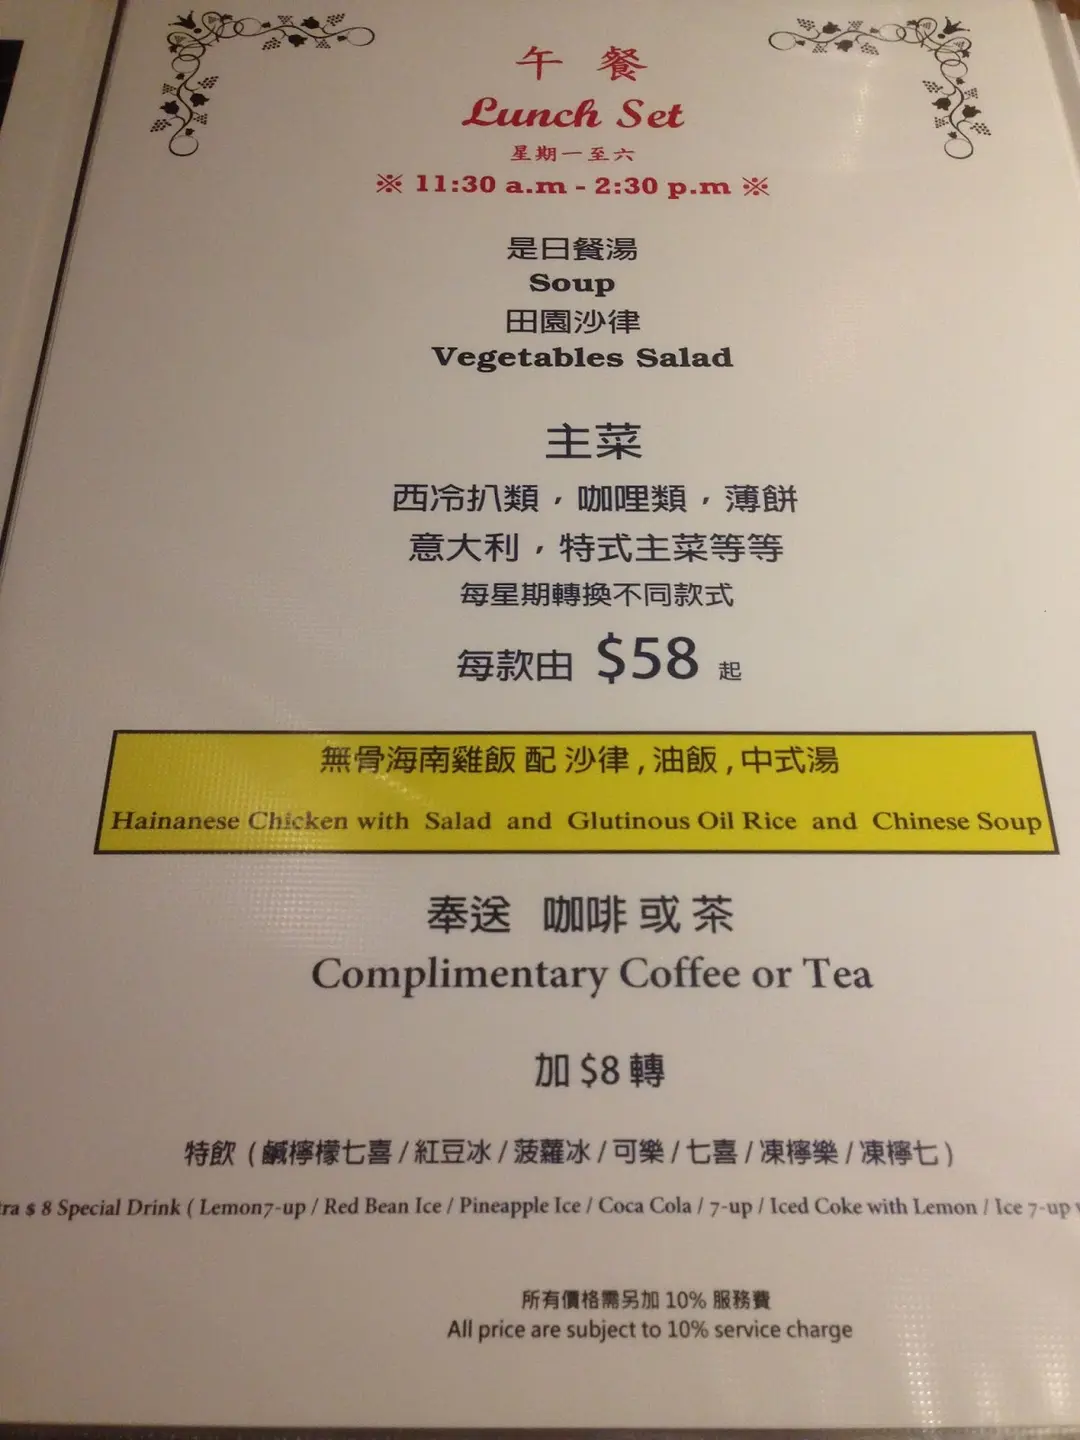 午餐
Lunch Set
星期一至六
※ 11:30 a.m - 2:30 p.m ※
是日餐湯
Soup
田園沙律
Vegetables Salad
主菜
西冷扒類，咖哩類，薄餅
意大利，特式主菜等等
每星期轉換不同款式
每款由 $58 起
無骨海南雞飯 配 沙律 , 油飯 , 中式湯
Hainanese Chicken with Salad and Glutinous Oil Rice and Chinese Soup
奉送 咖啡 或 茶
Complimentary Coffee or Tea
加 $8 轉
特飲 ( 鹹檸檬七喜 / 紅豆冰 / 菠蘿冰 / 可樂 / 七喜 / 凍檸樂 / 凍檸七 )
tra $ 8 Special Drink ( Lemon7-up / Red Bean Ice / Pineapple Ice / Coca Cola / 7-up / Iced Coke with Lemon / Ice 7-up
所有價格需另加 10% 服務費
All price are subject to 10% service charge